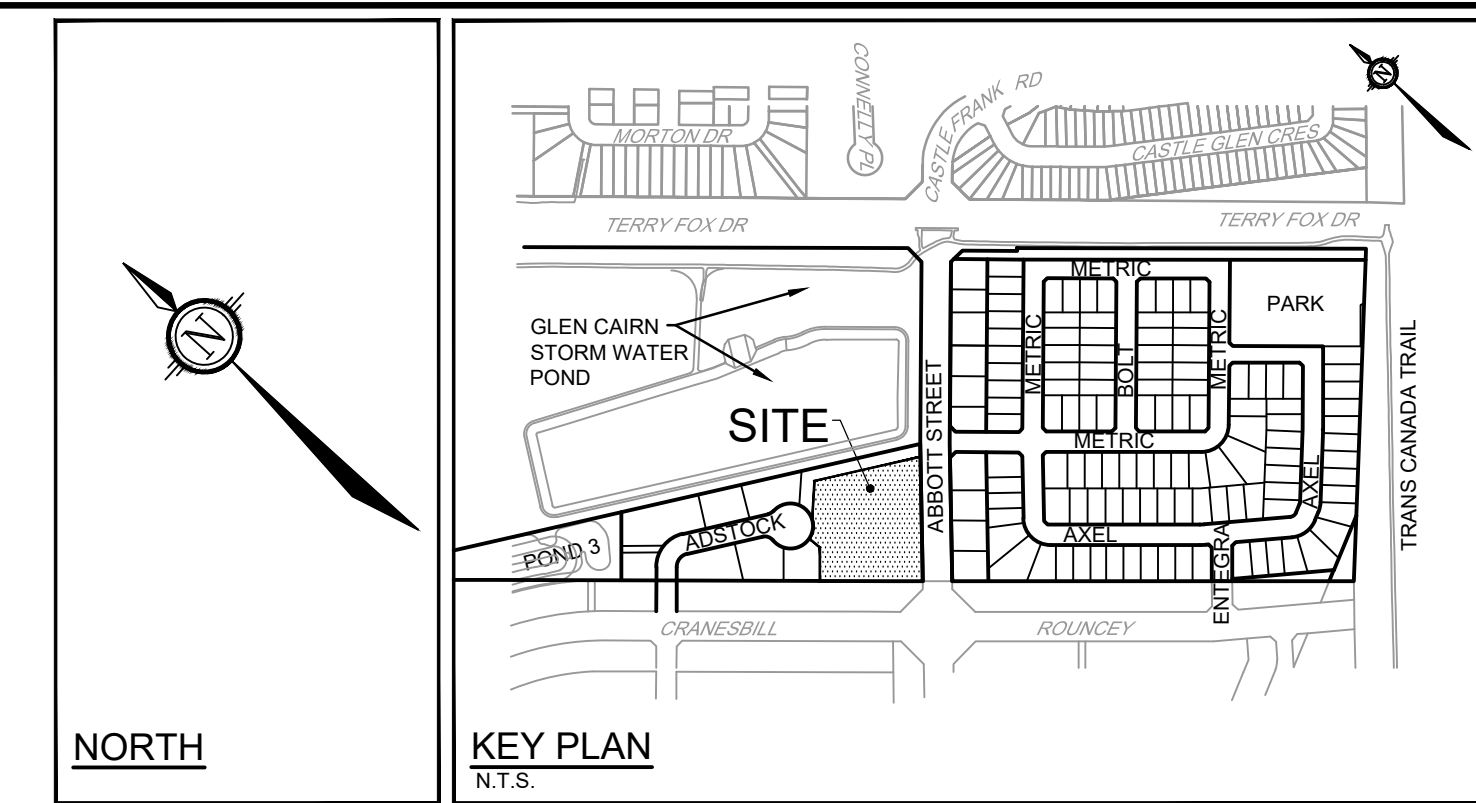 N
NORTH
N
CONNELLY PL
CASTLE FRANK RD
MORTON DR
CASTLE GLEN CRES
TERRY FOX DR
TERRY FOX DR
METRIC
PARK
GLEN CAIRN
STORM WATER
POND
METRIC
BOLT
METRIC
TRANS CANADA TRAIL
SITE
ABBOTT STREET
METRIC
AXEL
ADSTOCK
AXEL
POND 3
ENTEGRA
CRANESBILL
ROUNCEY
KEY PLAN
N.T.S.